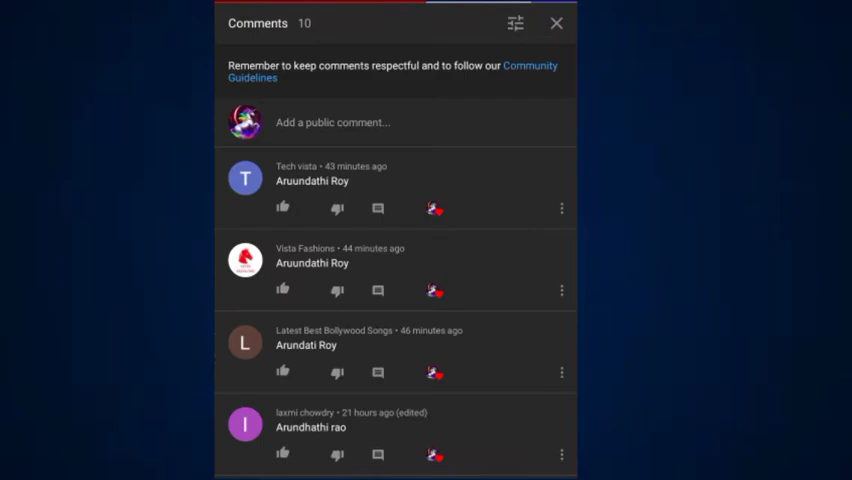 Comments 10
Remember to keep comments respectful and to follow our Community
Guidelines
Add a public comment...
Tech vista • 43 minutes ago
T
Aruundathi Roy
Vista Fashions • 44 minutes ago
Aruundathi Roy
Latest Best Bollywood Songs • 46 minutes ago
L
Arundati Roy
laxmi chowdry • 21 hours ago (edited)
l
Arundhathi rao